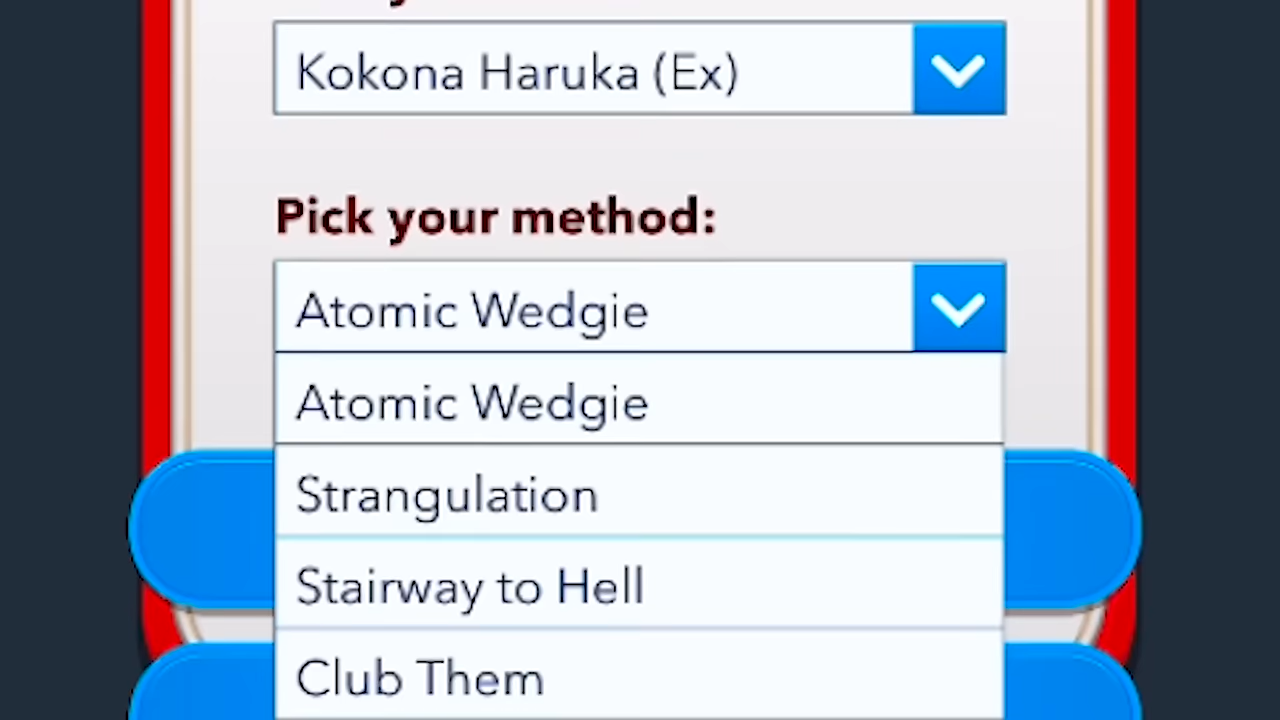 Kokona Haruka (Ex)
Pick your method:
Atomic Wedgie
Atomic Wedgie
Strangulation
Stairway to Hell
Club Them